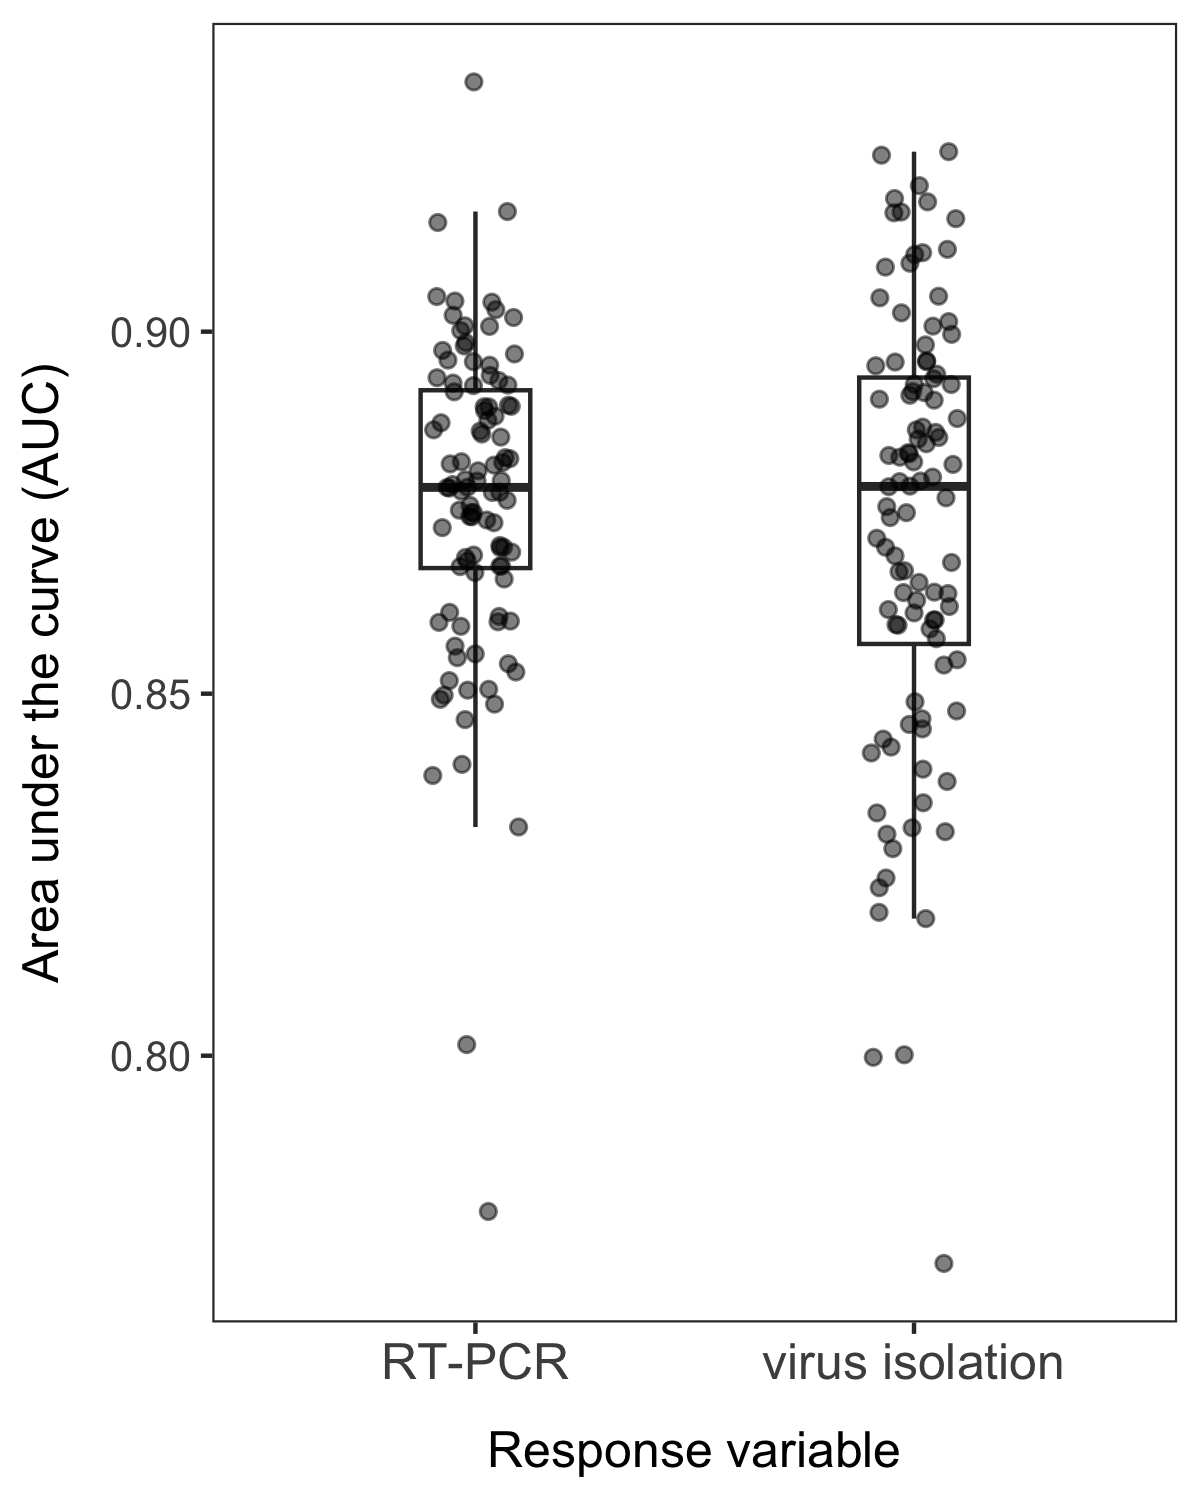 Area under the curve (AUC)
0.90
0.85
0.80
RT-PCR virus isolation
Response variable